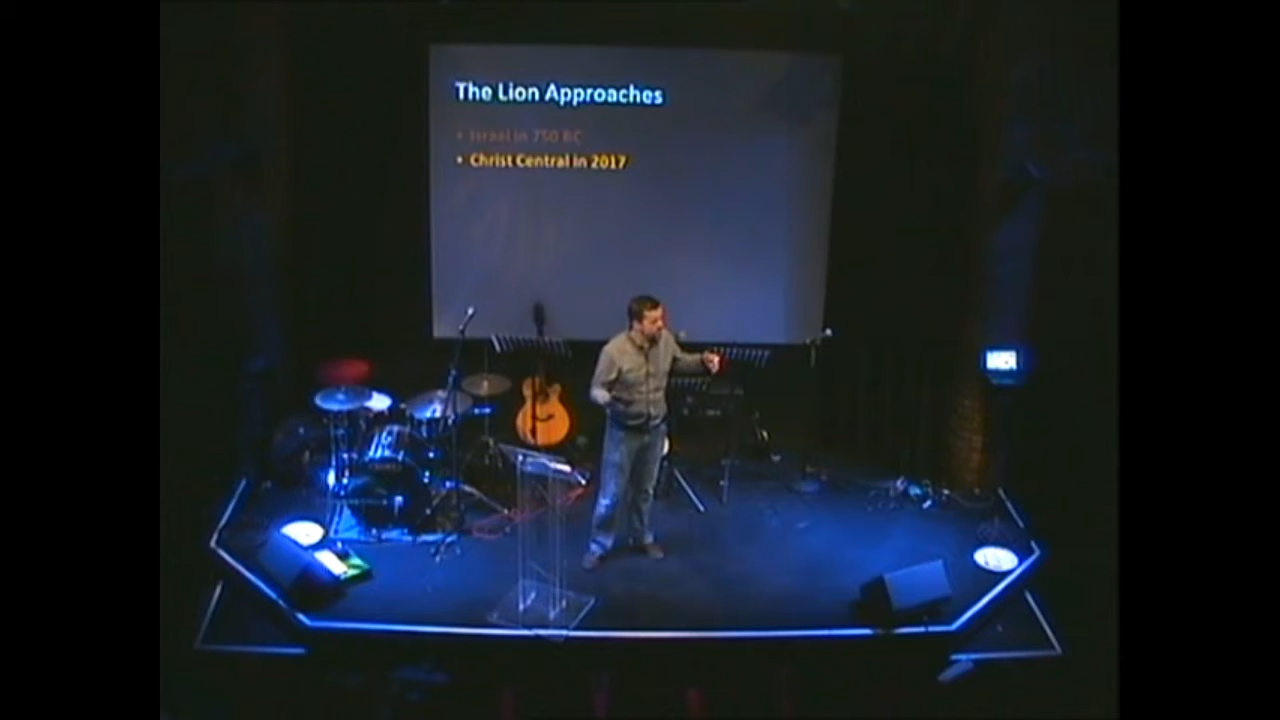 The Lion Approaches
• Israel in 750 BC
• Christ Central in 2017